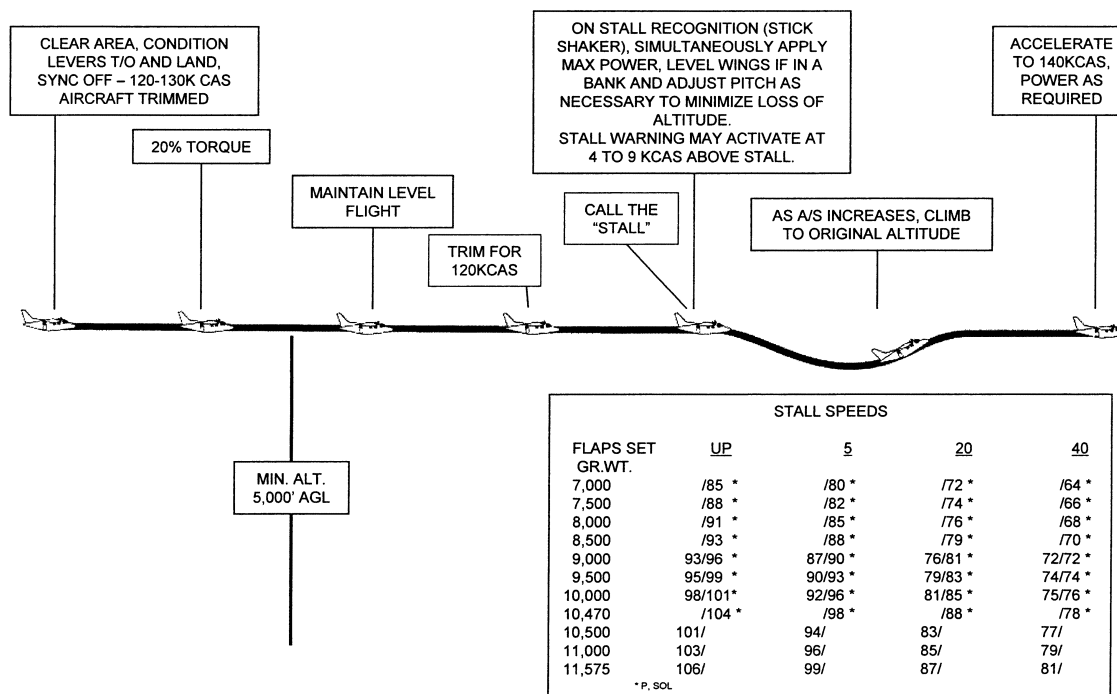 CLEAR AREA, CONDITION
LEVERS T/O AND LAND,
SYNC OFF – 120-130K CAS
AIRCRAFT TRIMMED
20% TORQUE
MAINTAIN LEVEL
FLIGHT
TRIM FOR
120KCAS
ON STALL RECOGNITION (STICK
SHAKER), SIMULTANEOUSLY APPLY
MAX POWER, LEVEL WINGS IF IN A
BANK AND ADJUST PITCH AS
NECESSARY TO MINIMIZE LOSS OF
ALTITUDE.
STALL WARNING MAY ACTIVATE AT
4 TO 9 KCAS ABOVE STALL.
CALL THE
“STALL”
AS A/S INCREASES, CLIMB
TO ORIGINAL ALTITUDE
ACCELERATE
TO 140KCAS,
POWER AS
REQUIRED
MIN. ALT.
5,000’ AGL
STALL SPEEDS
FLAPS SET UP 5 20 40
GR.WT.
7,000 /85 * /80 * /72 * /64 *
7,500 /88 * /82 * /74 * /66 *
8,000 /91 * /85 * /76 * /68 *
8,500 /93 * /88 * /79 * /70 *
9,000 93/96 * 87/90 * 76/81 * 72/72 *
9,500 95/99 * 90/93 * 79/83 * 74/74 *
10,000 98/101* 92/96 * 81/85 * 75/76 *
10,470 /104 * /98 * /88 * /78 *
10,500 101/ 94/ 83/ 77/
11,000 103/ 96/ 85/ 79/
11,575 106/ 99/ 87/ 81/
* P, SOL